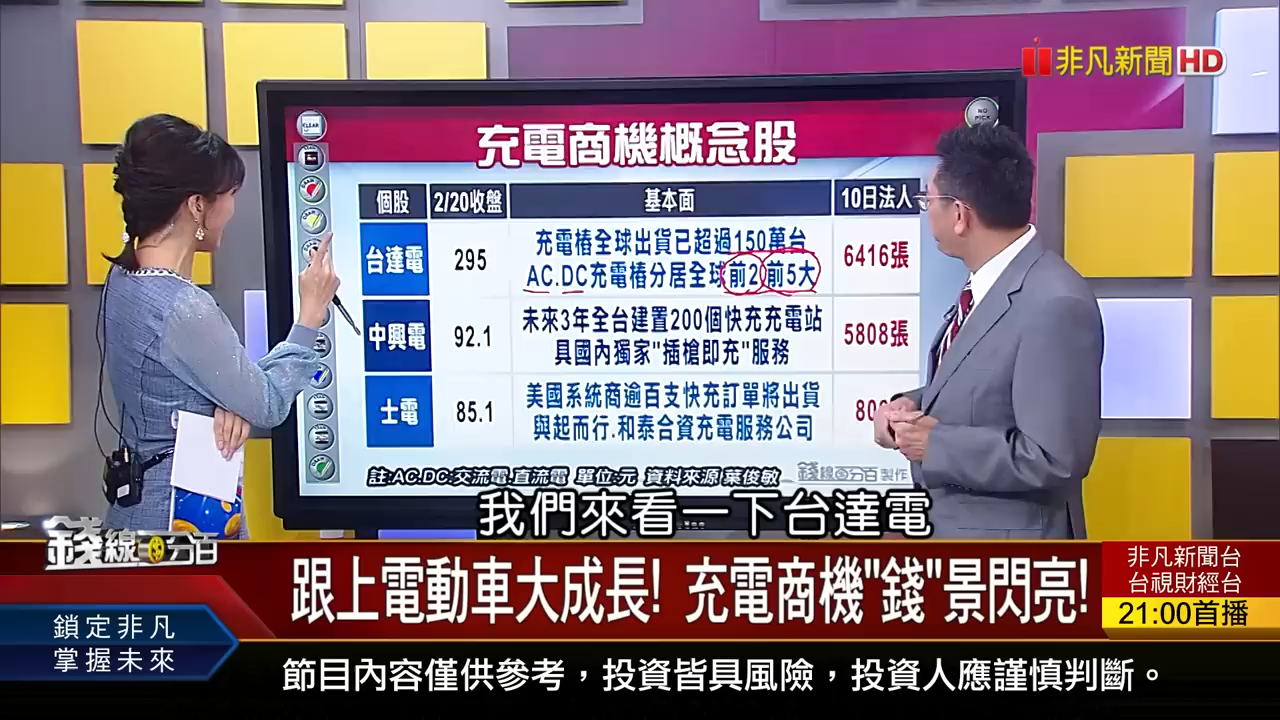 非凡新聞HD
CLEAR
充電商機概念股
個股 2/20收盤 基本面 10日法人
台達電 295 充電樁全球出貨已超過150萬台 6416張
AC.DC充電樁分居全球前2前5大
中興電 92.1 未來3年全台建置200個快充充電站 5808張
具國內獨家"插槍即充"服務
士電 85.1 美國系統商逾百支快充訂單將出貨
與起而行.和泰合資充電服務公司
註:AC.DC:交流電.直流電 單位:元 資料來源:葉俊敏 錢線百分百製作
我們來看一下台達電
錢線百分百
跟上電動車大成長! 充電商機"錢"景閃亮!
非凡新聞台
台視財經台
21:00首播
鎖定非凡
掌握未來
節目內容僅供參考，投資皆具風險，投資人應謹慎判斷。